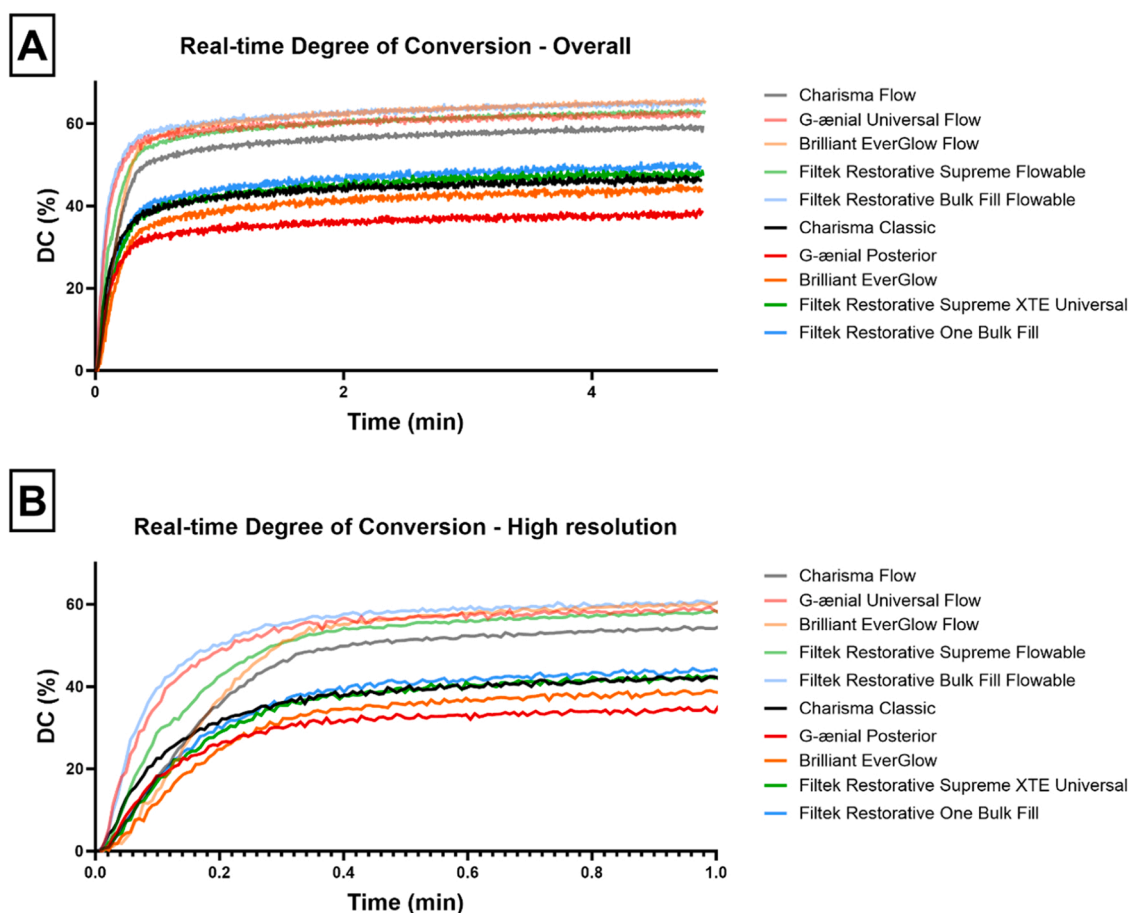 A
Real-time Degree of Conversion - Overall
DC (%)
60
40
20
0
0
2
4
Time (min)
Charisma Flow
G-ænial Universal Flow
Brilliant EverGlow Flow
Filtek Restorative Supreme Flowable
Filtek Restorative Bulk Fill Flowable
Charisma Classic
G-ænial Posterior
Brilliant EverGlow
Filtek Restorative Supreme XTE Universal
Filtek Restorative One Bulk Fill
B
Real-time Degree of Conversion - High resolution
DC (%)
60
40
20
0
0.0
0.2
0.4
0.6
0.8
1.0
Time (min)
Charisma Flow
G-ænial Universal Flow
Brilliant EverGlow Flow
Filtek Restorative Supreme Flowable
Filtek Restorative Bulk Fill Flowable
Charisma Classic
G-ænial Posterior
Brilliant EverGlow
Filtek Restorative Supreme XTE Universal
Filtek Restorative One Bulk Fill